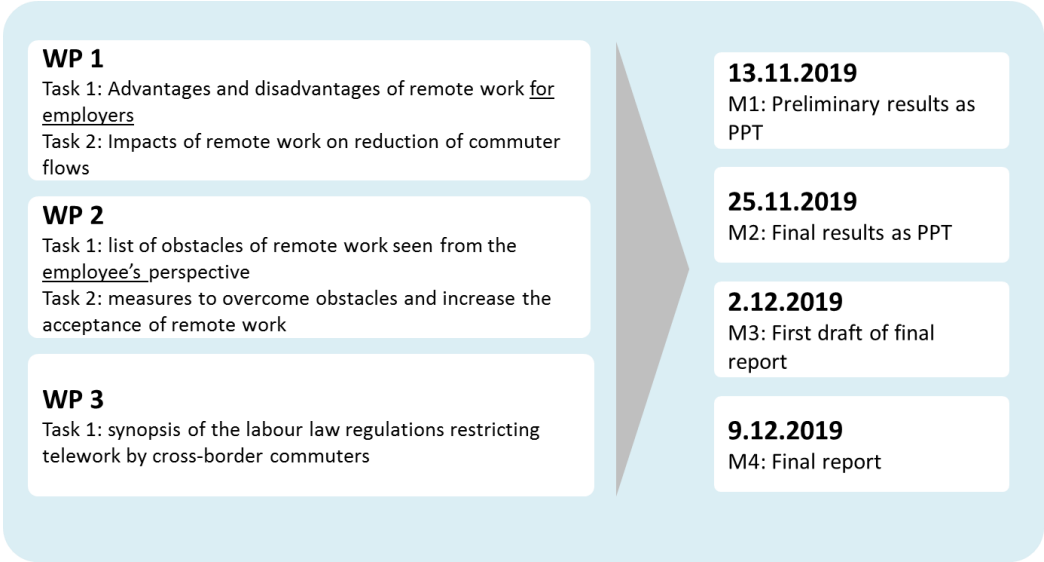 WP 1
Task 1: Advantages and disadvantages of remote work for
employers
Task 2: Impacts of remote work on reduction of commuter
flows
WP 2
Task 1: list of obstacles of remote work seen from the
employee’s perspective
Task 2: measures to overcome obstacles and increase the
acceptance of remote work
WP 3
Task 1: synopsis of the labour law regulations restricting
telework by cross-border commuters
13.11.2019
M1: Preliminary results as
PPT
25.11.2019
M2: Final results as PPT
2.12.2019
M3: First draft of final
report
9.12.2019
M4: Final report